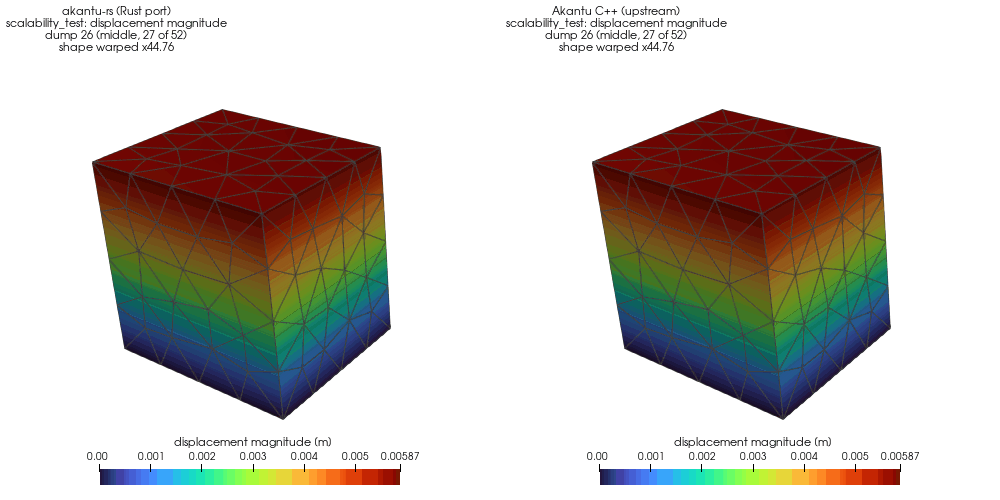 akantu-rs (Rust port)
scalability_test: displacement magnitude
dump 26 (middle, 27 of 52)
shape warped x44.76
Akantu C++ (upstream)
scalability_test: displacement magnitude
dump 26 (middle, 27 of 52)
shape warped x44.76
displacement magnitude (m)
0.00 0.001 0.002 0.003 0.004 0.005 0.00587
displacement magnitude (m)
0.00 0.001 0.002 0.003 0.004 0.005 0.00587